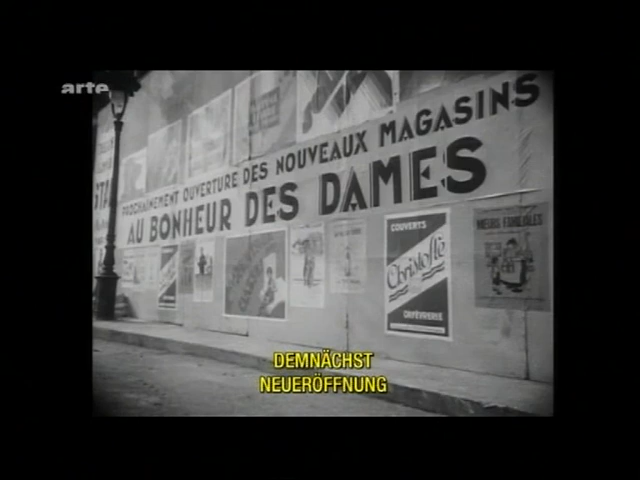 arte
PROCHAINEMENT OUVERTURE DES NOUVEAUX MAGASINS
AU BONHEUR DES DAMES
COUVERTS
Christofle
ORFÈVRERIE
DEMNÄCHST
NEUERÖFFNUNG